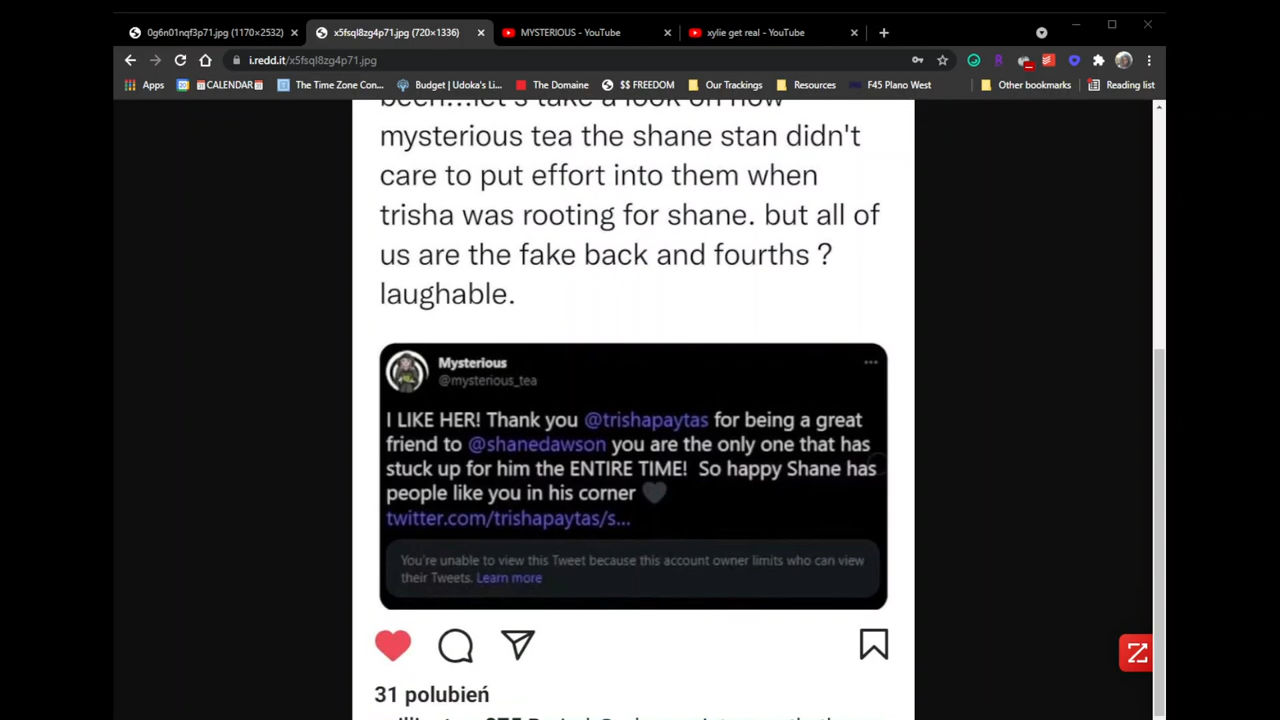 0g6n01nqf3p71.jpg (1170×2532)
x5fsql8zg4p71.jpg (720×1336)
MYSTERIOUS - YouTube
xylie get real - YouTube
i.redd.it/x5fsql8zg4p71.jpg
Apps
CALENDAR
The Time Zone Con...
Budget | Udoka's Li...
The Domaine
$$ FREEDOM
Our Trackings
Resources
F45 Plano West
Other bookmarks
Reading list
been...let's take a look on how
mysterious tea the shane stan didn't
care to put effort into them when
trisha was rooting for shane. but all of
us are the fake back and fourths ?
laughable.
Mysterious
@mysterious_tea
I LIKE HER! Thank you @trishapaytas for being a great
friend to @shanedawson you are the only one that has
stuck up for him the ENTIRE TIME! So happy Shane has
people like you in his corner 🖤
twitter.com/trishapaytas/s...
You're unable to view this Tweet because this account owner limits who can view
their Tweets. Learn more
31 polubień